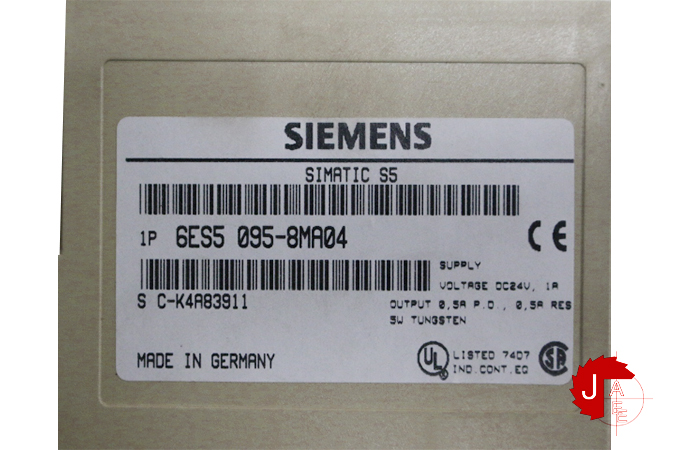 SIEMENS
SIMATIC S5
1P 6ES5 095-8MA04
CE
SUPPLY
VOLTAGE DC24V, 1A
S C-K4A83911
OUTPUT 0,5A P.D., 0,5A RES
5W TUNGSTEN
MADE IN GERMANY
UL LISTED 74D7
IND.CONT.EQ
J A E E